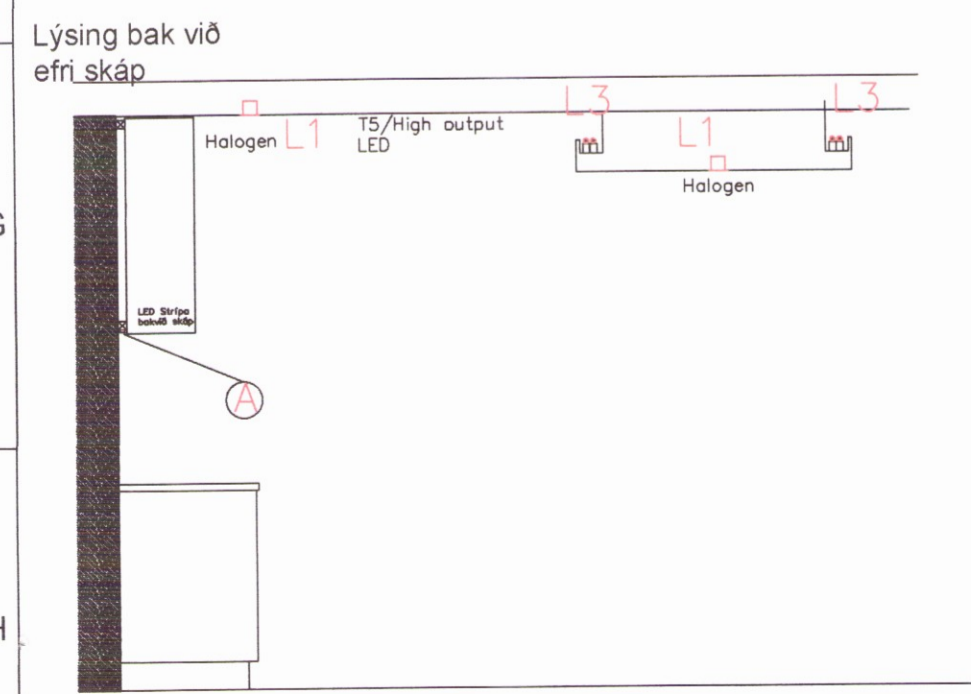 Lýsing bak við
efri skáp
L3
L3
Halogen
L1
T5/High output
LED
L1
Halogen
LED Strípa
bakvið skáp
A
G
H